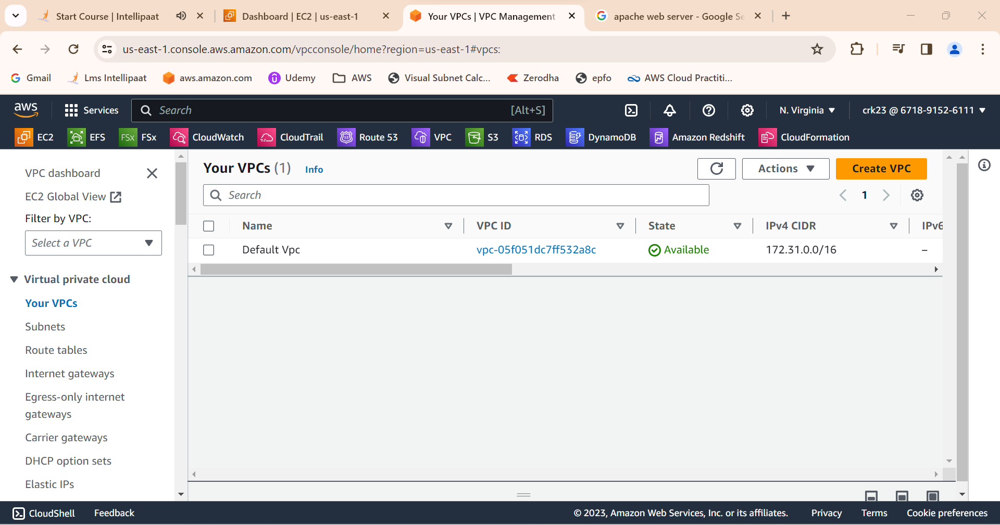 Start Course | Intellipaat
Dashboard | EC2 | us-east-1
Your VPCs | VPC Management
apache web server - Google Se
us-east-1.console.aws.amazon.com/vpcconsole/home?region=us-east-1#vpcs:
Gmail
Lms Intellipaat
aws.amazon.com
Udemy
AWS
Visual Subnet Calc...
Zerodha
epfo
AWS Cloud Practiti...
aws
Services
Search
[Alt+S]
N. Virginia
crk23 @ 6718-9152-6111
EC2
EFS
FSx
FSx
CloudWatch
CloudTrail
53
Route 53
VPC
S3
RDS
DynamoDB
Amazon Redshift
CloudFormation
VPC dashboard
EC2 Global View
Filter by VPC:
Select a VPC
Virtual private cloud
Your VPCs
Subnets
Route tables
Internet gateways
Egress-only internet
gateways
Carrier gateways
DHCP option sets
Elastic IPs
Your VPCs (1) Info
Actions
Create VPC
Search
1
Name
VPC ID
State
IPv4 CIDR
IPv6
Default Vpc
vpc-05f051dc7ff532a8c
Available
172.31.0.0/16
–
CloudShell
Feedback
© 2023, Amazon Web Services, Inc. or its affiliates.
Privacy
Terms
Cookie preferences